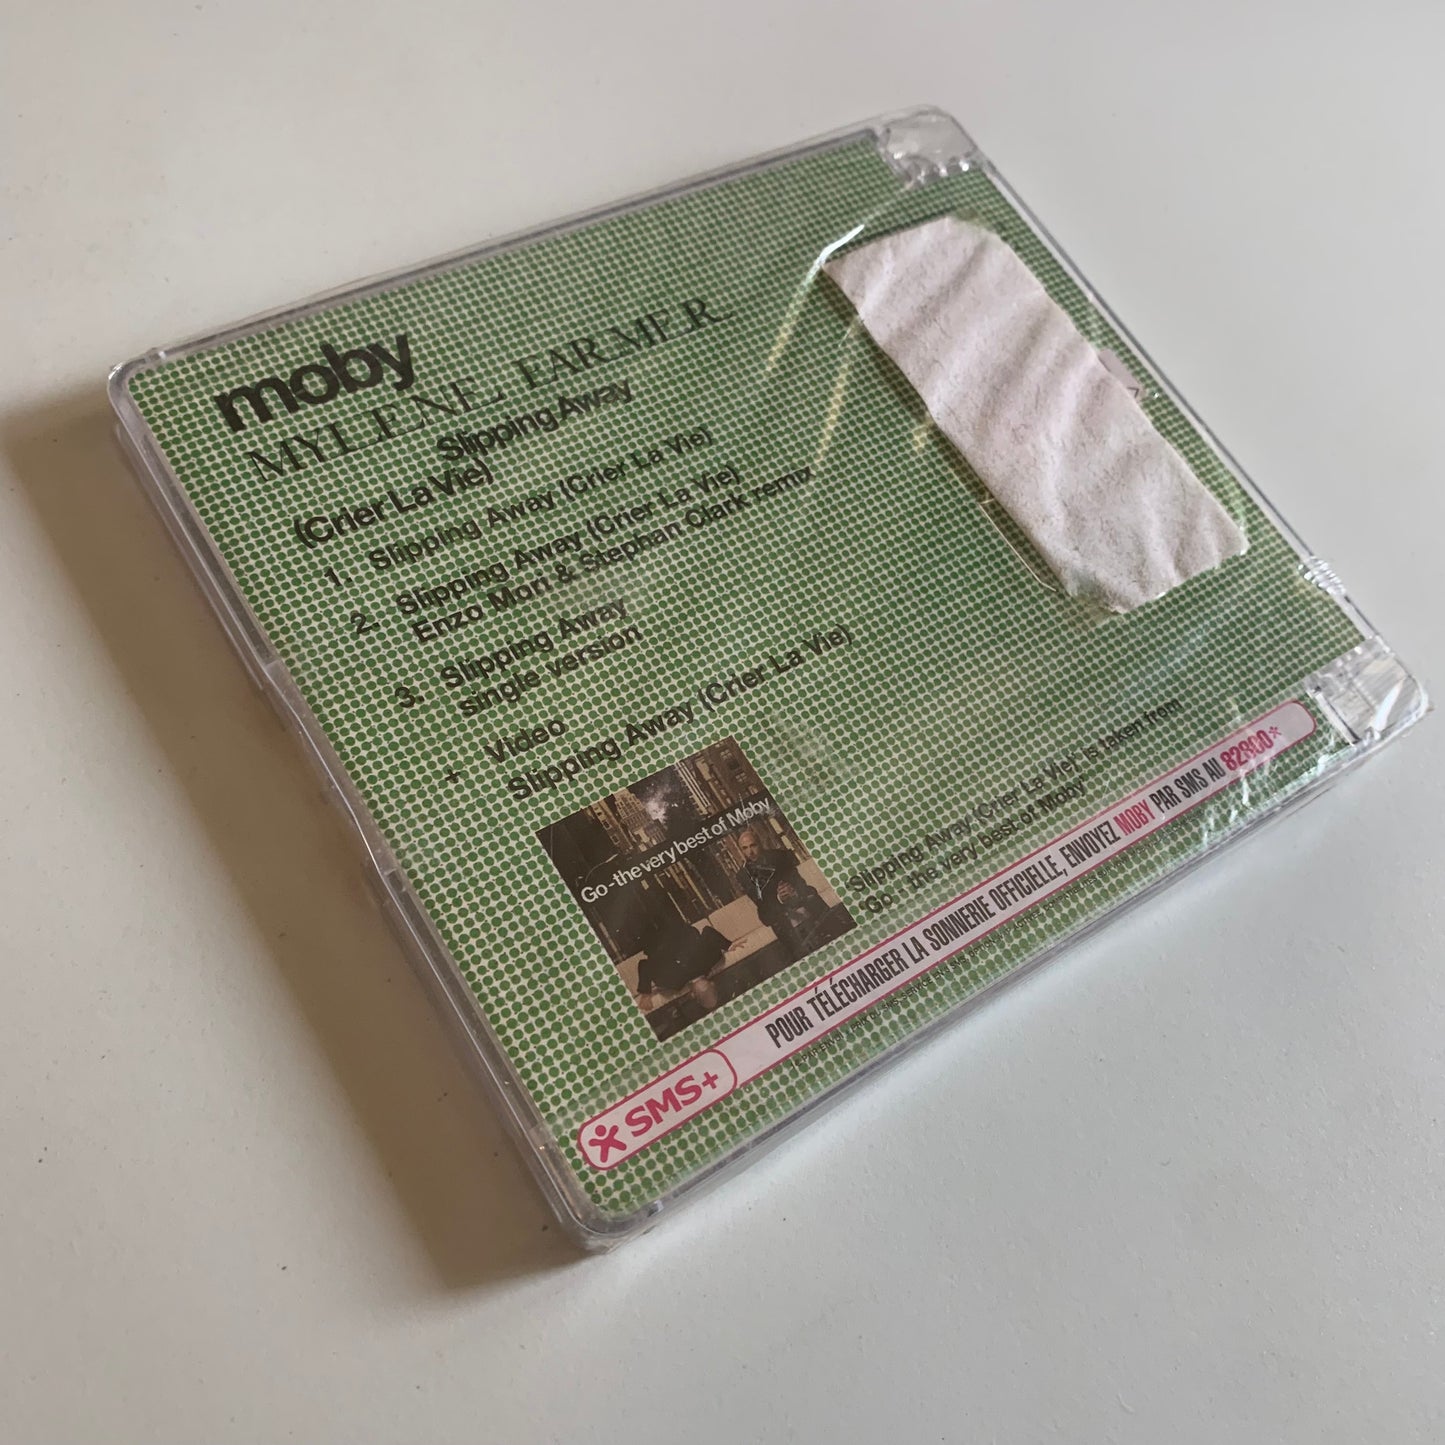 moby
MYLENE FARMER
Slipping Away
(Crier La Vie)
1. Slipping Away (Crier La Vie)
2. Slipping Away (Crier La Vie)
Enzo Mori & Stephan Clark remix
3. Slipping Away
single version
+ Video
Slipping Away (Crier La Vie)
Go-the very best of Moby
'Slipping Away (Crier La Vie)' is taken from
'Go - the very best of Moby'
SMS+
POUR TÉLÉCHARGER LA SONNERIE OFFICIELLE, ENVOYEZ MOBY PAR SMS AU 82800*